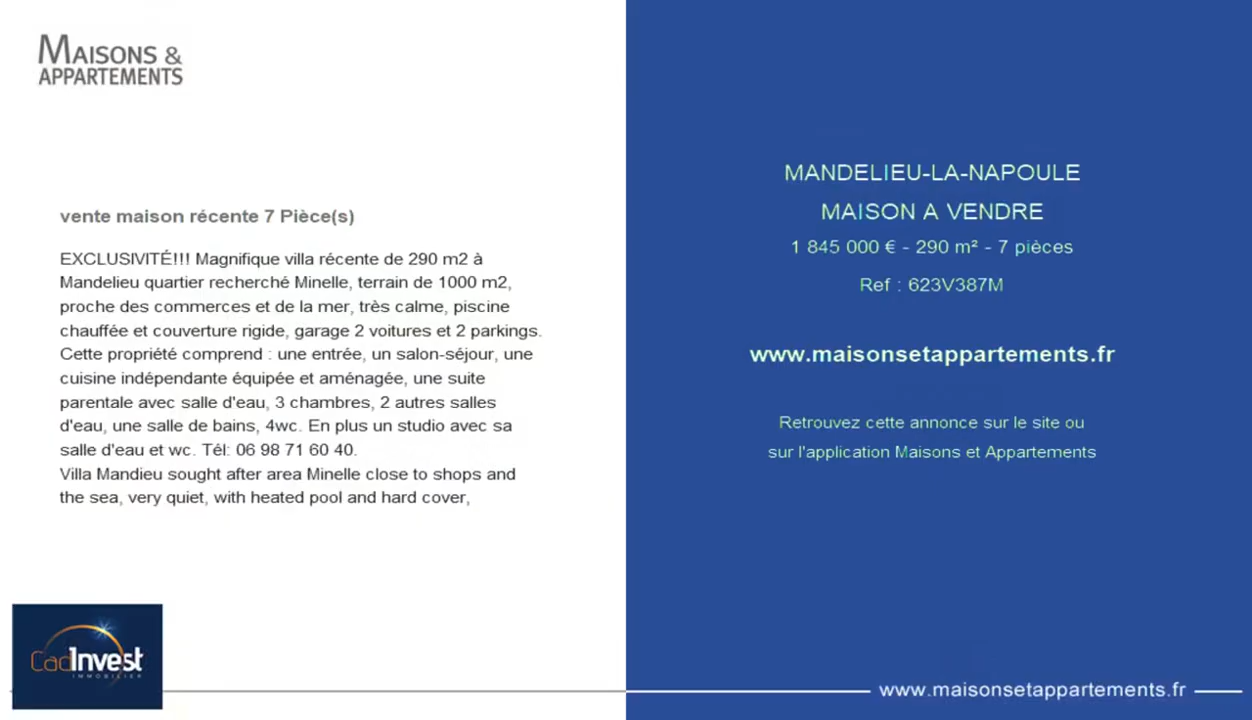 MAISONS &
APPARTEMENTS
vente maison récente 7 Pièce(s)
EXCLUSIVITÉ!!! Magnifique villa récente de 290 m2 à
Mandelieu quartier recherché Minelle, terrain de 1000 m2,
proche des commerces et de la mer, très calme, piscine
chauffée et couverture rigide, garage 2 voitures et 2 parkings.
Cette propriété comprend : une entrée, un salon-séjour, une
cuisine indépendante équipée et aménagée, une suite
parentale avec salle d'eau, 3 chambres, 2 autres salles
d'eau, une salle de bains, 4wc. En plus un studio avec sa
salle d'eau et wc. Tél: 06 98 71 60 40.
Villa Mandieu sought after area Minelle close to shops and
the sea, very quiet, with heated pool and hard cover,
CadInvest
IMMOBILIER
MANDELIEU-LA-NAPOULE
MAISON A VENDRE
1 845 000 € - 290 m² - 7 pièces
Ref : 623V387M
www.maisonsetappartements.fr
Retrouvez cette annonce sur le site ou
sur l'application Maisons et Appartements
www.maisonsetappartements.fr